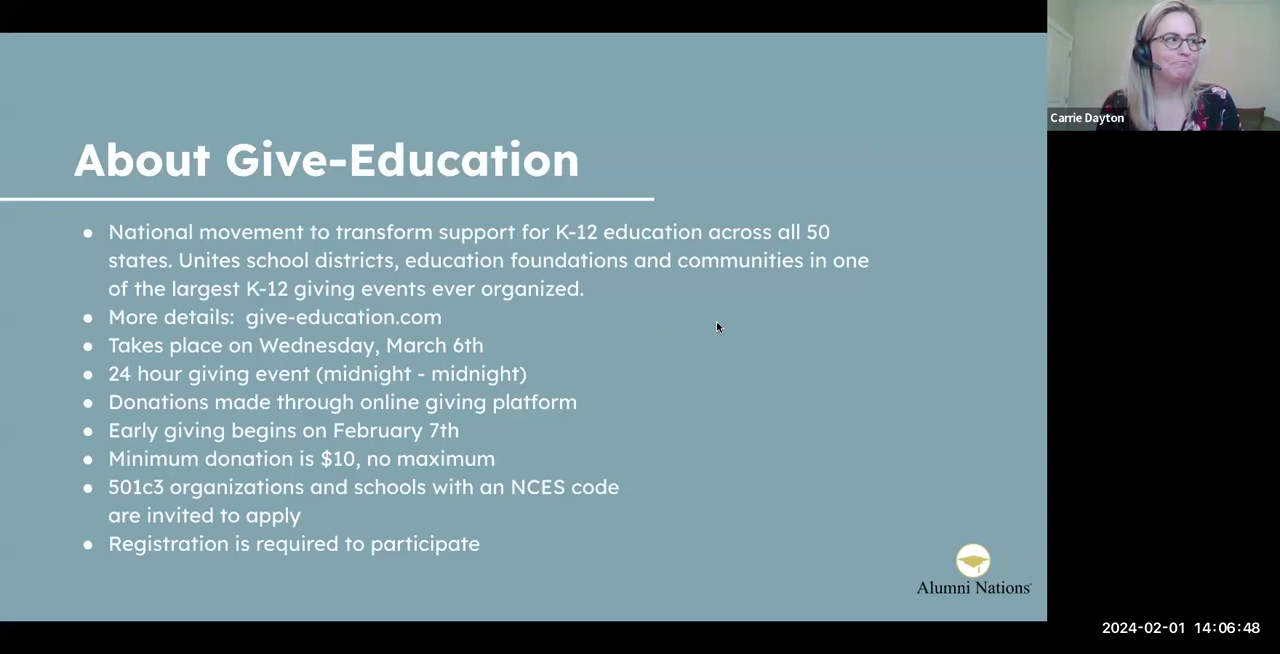 Carrie Dayton
About Give-Education
● National movement to transform support for K-12 education across all 50
states. Unites school districts, education foundations and communities in one
of the largest K-12 giving events ever organized.
● More details:  give-education.com
● Takes place on Wednesday, March 6th
● 24 hour giving event (midnight - midnight)
● Donations made through online giving platform
● Early giving begins on February 7th
● Minimum donation is $10, no maximum
● 501c3 organizations and schools with an NCES code
are invited to apply
● Registration is required to participate
Alumni Nations
2024-02-01 14:06:48